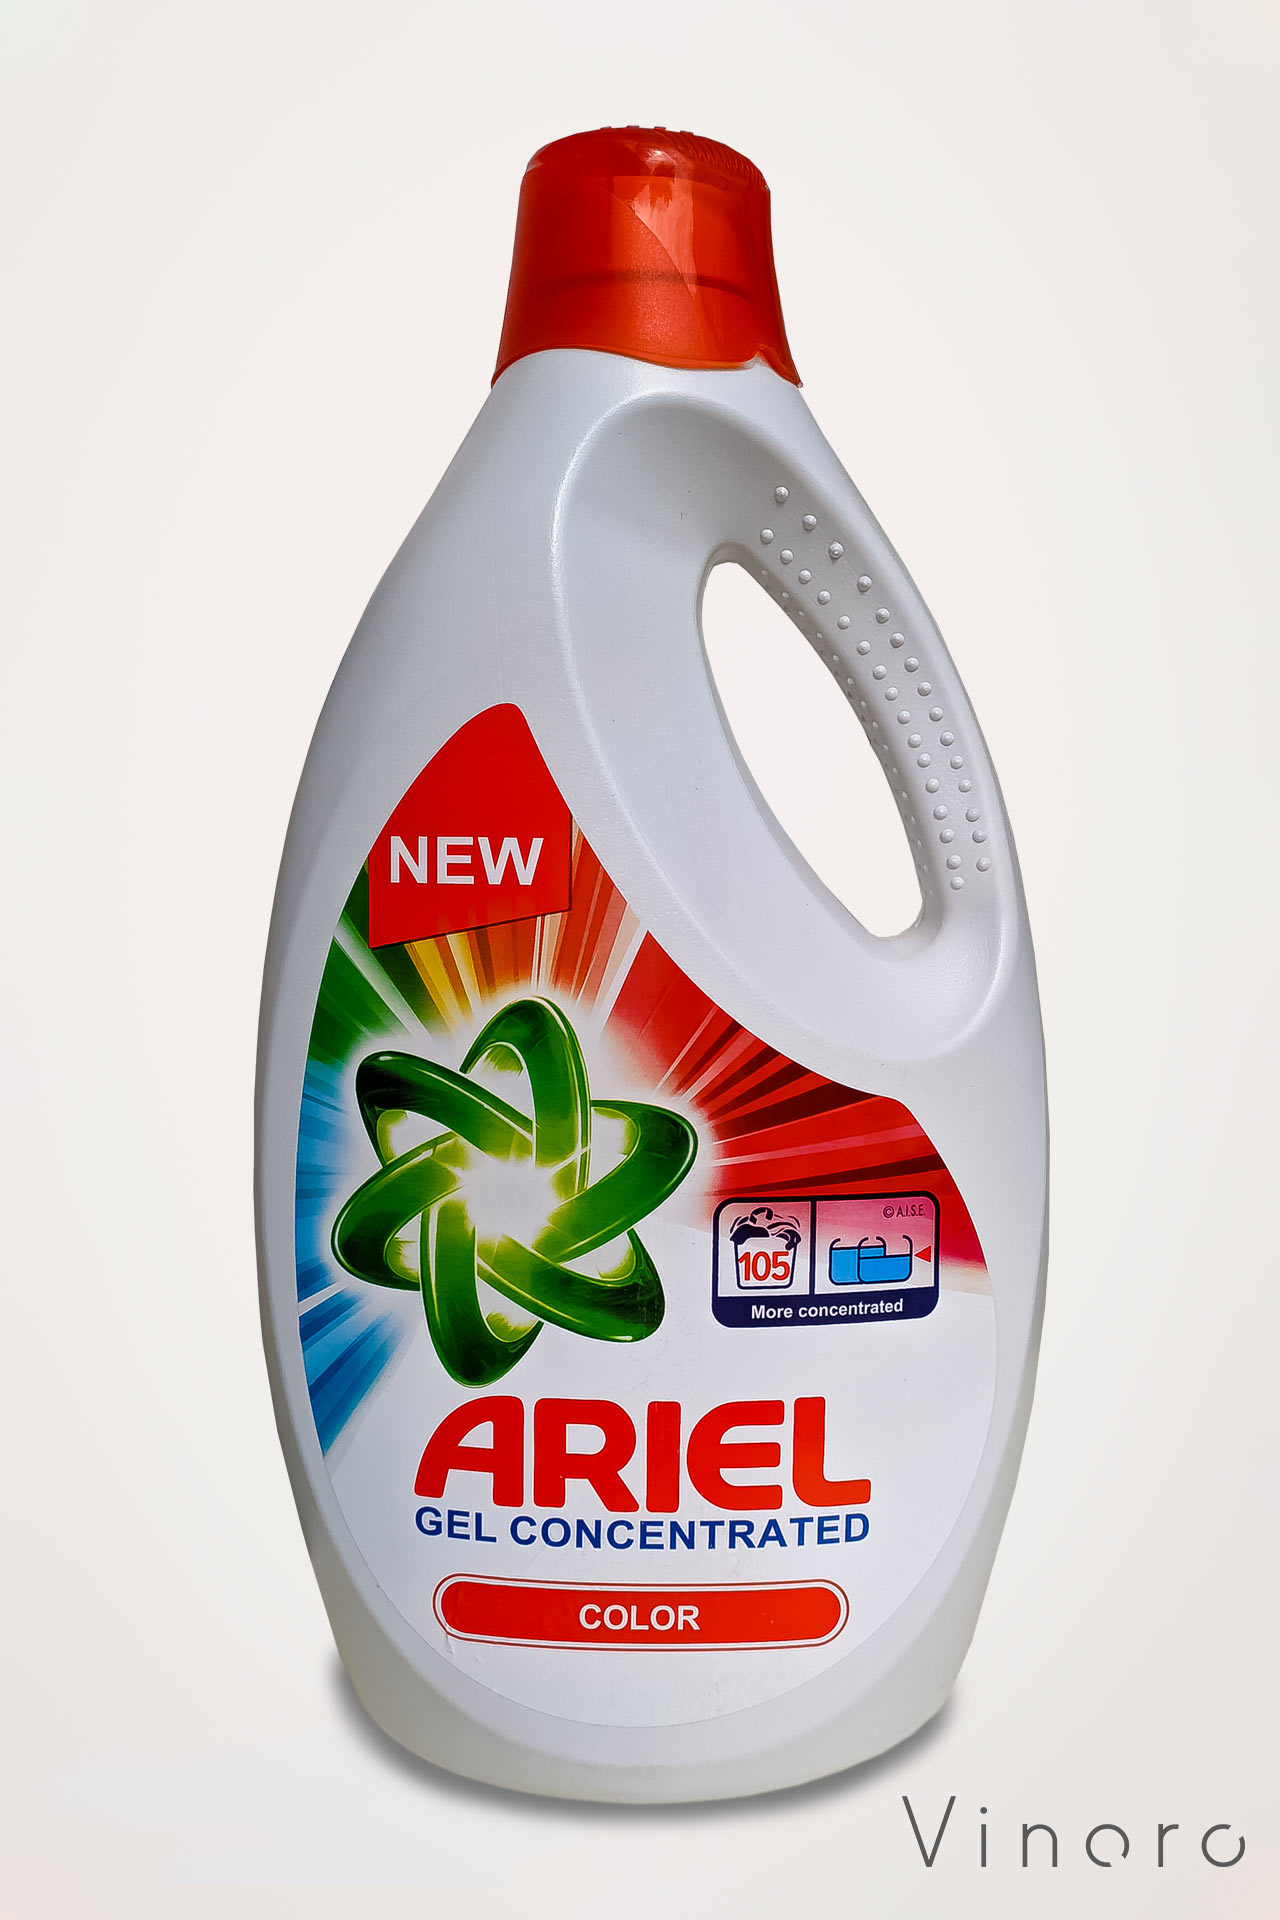 NEW
© A.I.S.E.
105
More concentrated
ARIEL
GEL CONCENTRATED
COLOR
Vinoro